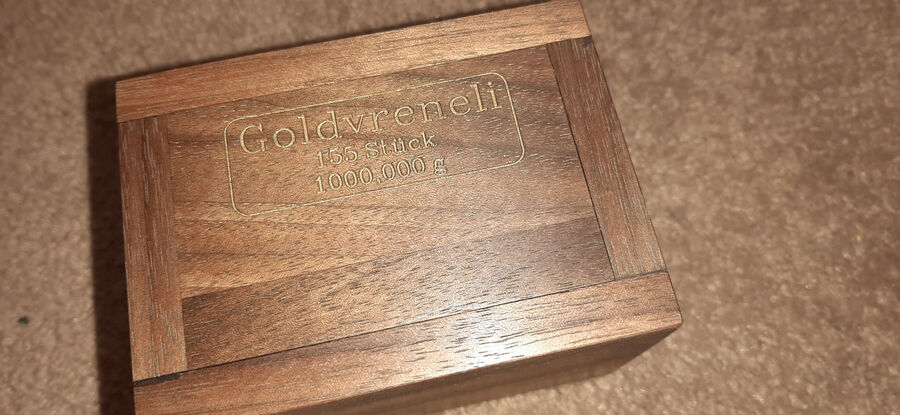 Goldvreneli
155 Stück
1000,000 g